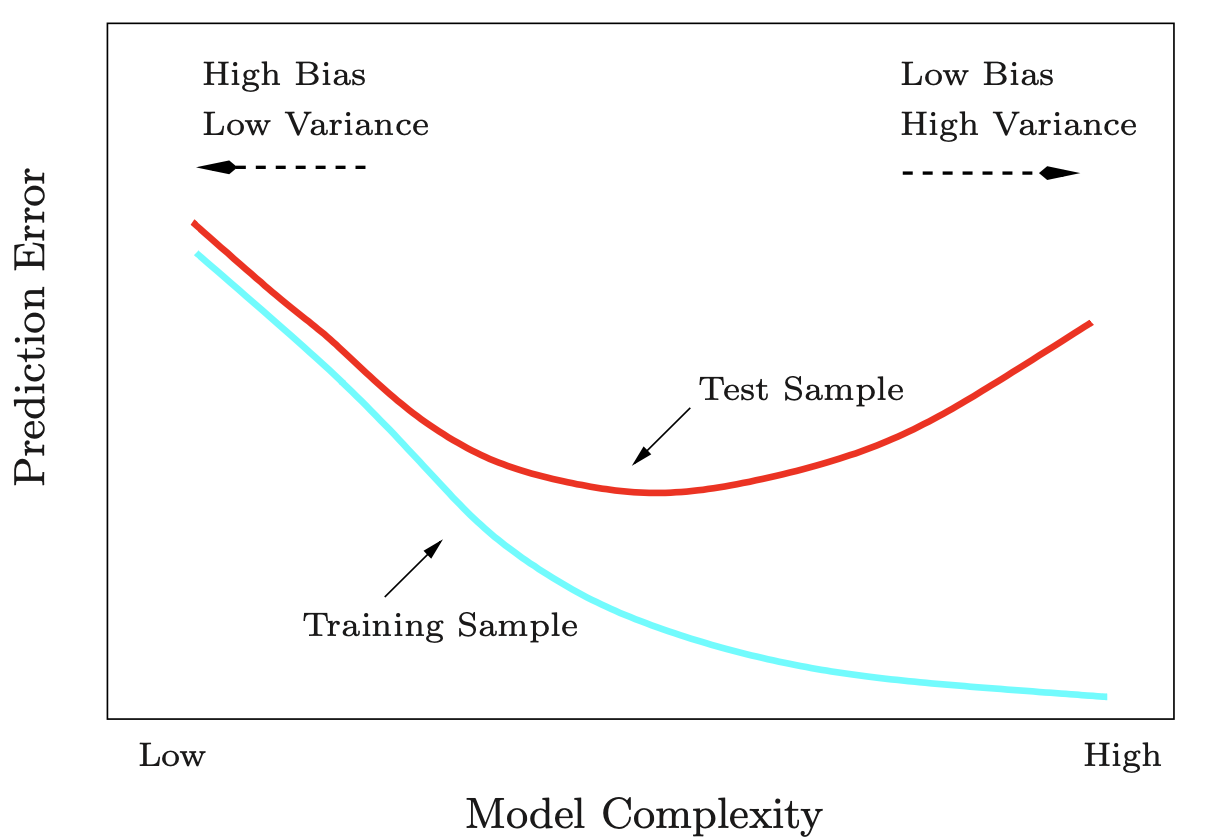 High Bias
Low Variance
Low Bias
High Variance
Prediction Error
Test Sample
Training Sample
Low
High
Model Complexity